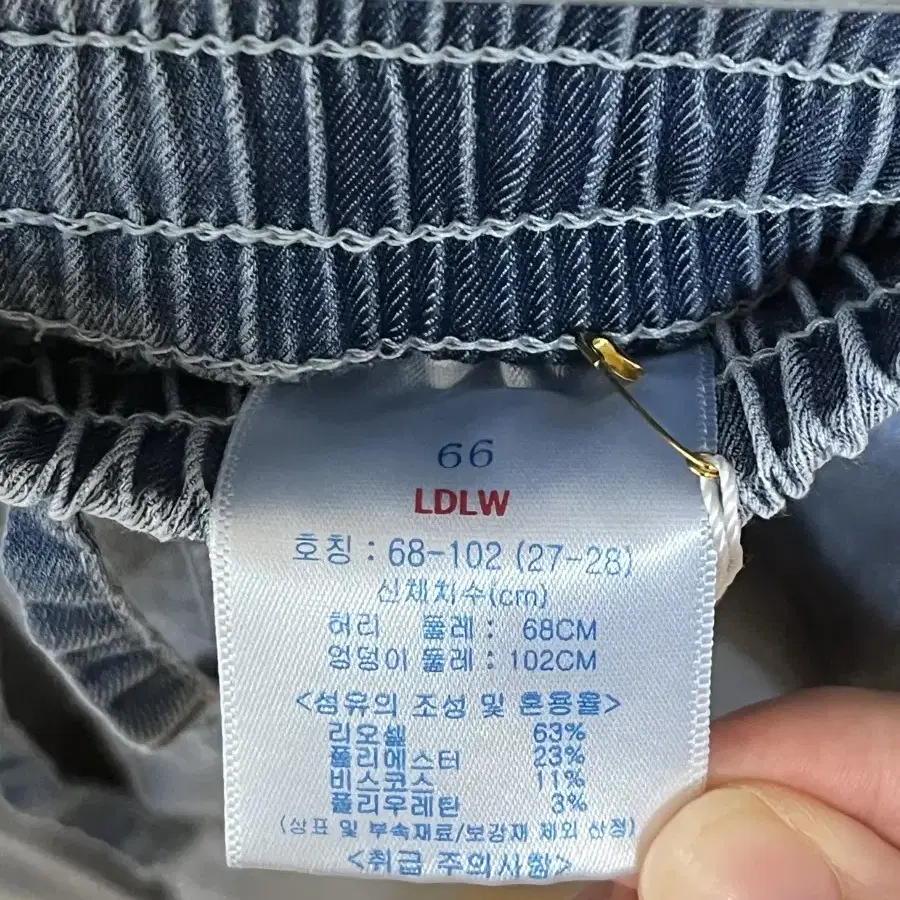 66
LDLW
호칭 : 68-102 (27-28)
신체치수(cm)
허리 둘레 : 68CM
엉덩이 둘레 : 102CM
<섬유의 조성 및 혼용율>
리오셀 63%
폴리에스터 23%
비스코스 11%
폴리우레탄 3%
(상표 및 부속재료/보강재 제외 산정)
<취급 주의사항>